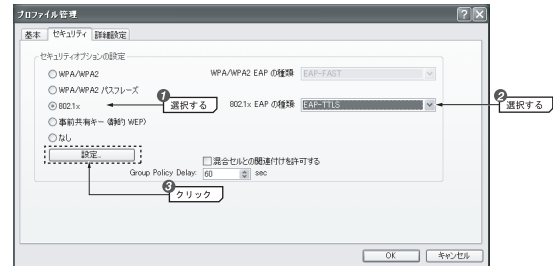 プロファイル管理
基本 セキュリティ 詳細設定
セキュリティオプションの設定
WPA/WPA2 WPA/WPA2 EAP の種類 EAP-FAST
WPA/WPA2 パスフレーズ
802.1x ❶ 選択する 802.1x EAP の種類 EAP-TTLS ❷ 選択する
事前共有キー (静的 WEP)
なし
設定...
混合セルとの関連付けを許可する
Group Policy Delay: 60 sec
❸ クリック
OK キャンセル